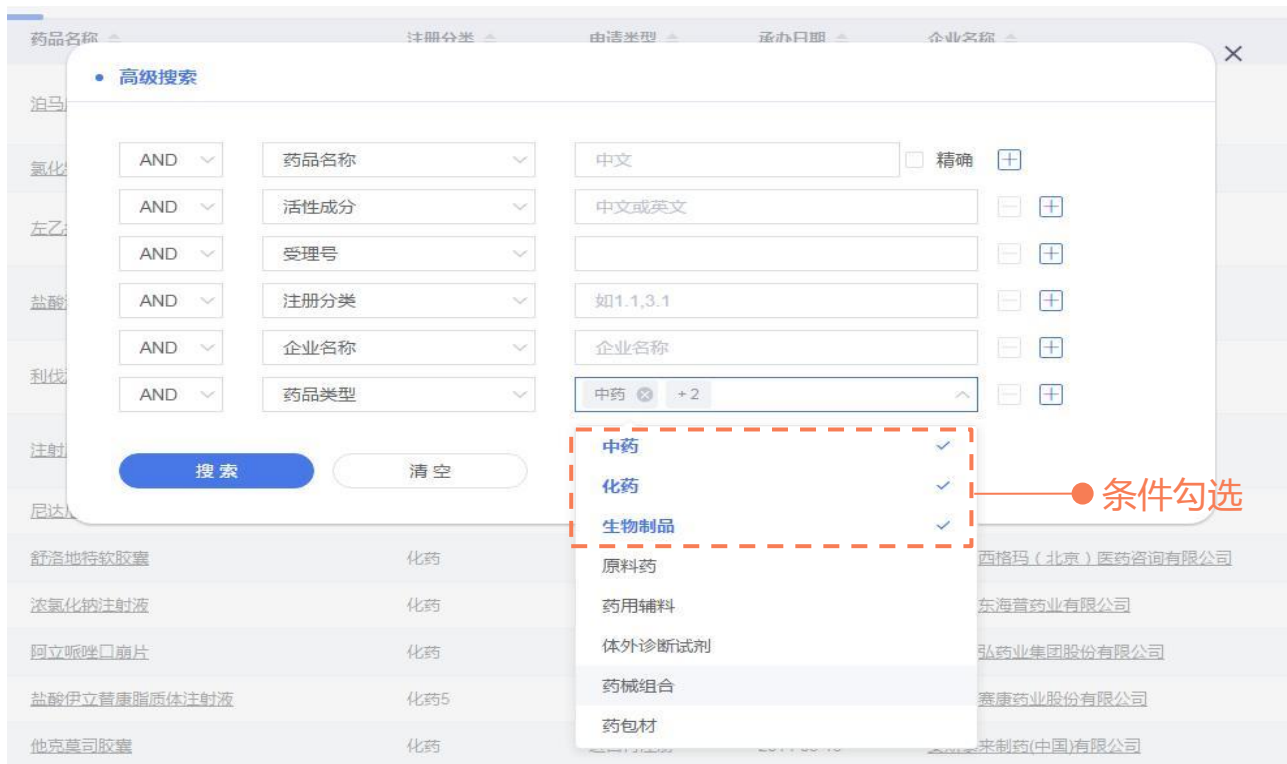 药品名称 注册分类 申请类型 承办日期 企业名称
高级搜索
泊马
AND 药品名称 中文 精确
氯化
AND 活性成分 中文或英文
左乙
AND 受理号
盐酸 AND 注册分类 如1.1,3.1
AND 企业名称 企业名称
利伐
AND 药品类型 中药 +2
注射
中药
搜索 清空
化药
条件勾选
尼达
生物制品
舒洛地特软胶囊 化药 原料药 西格玛（北京）医药咨询有限公司
浓氯化钠注射液 化药 药用辅料 东海普药业有限公司
阿立哌唑口崩片 化药 体外诊断试剂 弘药业集团股份有限公司
盐酸伊立替康脂质体注射液 化药5 药械组合 赛康药业股份有限公司
药包材
他克莫司胶囊 化药 来制药(中国)有限公司